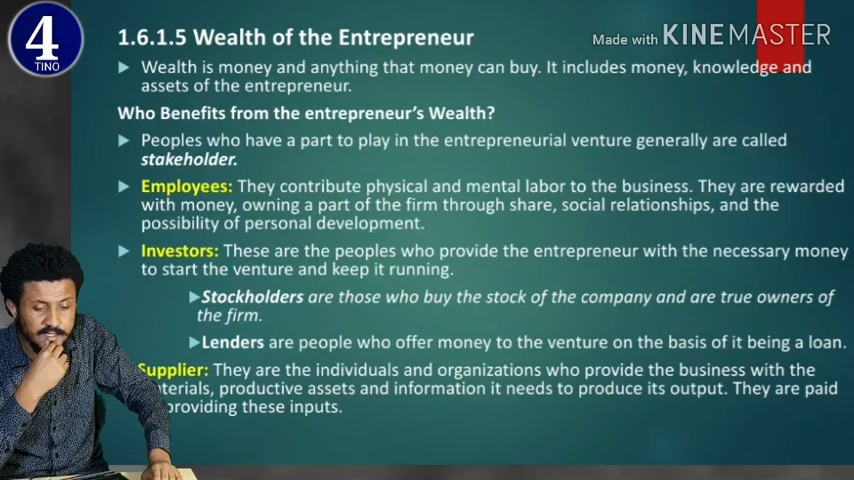 4
TINO
1.6.1.5 Wealth of the Entrepreneur
Made with KINEMASTER
Wealth is money and anything that money can buy. It includes money, knowledge and
assets of the entrepreneur.
Who Benefits from the entrepreneur's Wealth?
Peoples who have a part to play in the entrepreneurial venture generally are called
stakeholder.
Employees: They contribute physical and mental labor to the business. They are rewarded
with money, owning a part of the firm through share, social relationships, and the
possibility of personal development.
Investors: These are the peoples who provide the entrepreneur with the necessary money
to start the venture and keep it running.
Stockholders are those who buy the stock of the company and are true owners of
the firm.
Lenders are people who offer money to the venture on the basis of it being a loan.
Supplier: They are the individuals and organizations who provide the business with the
terials, productive assets and information it needs to produce its output. They are paid
providing these inputs.